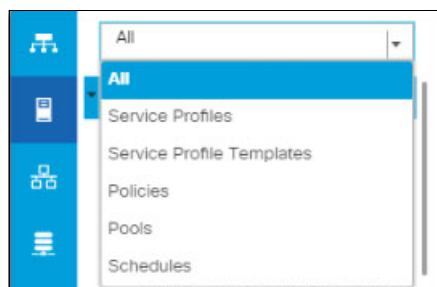 All
All
Service Profiles
Service Profile Templates
Policies
Pools
Schedules